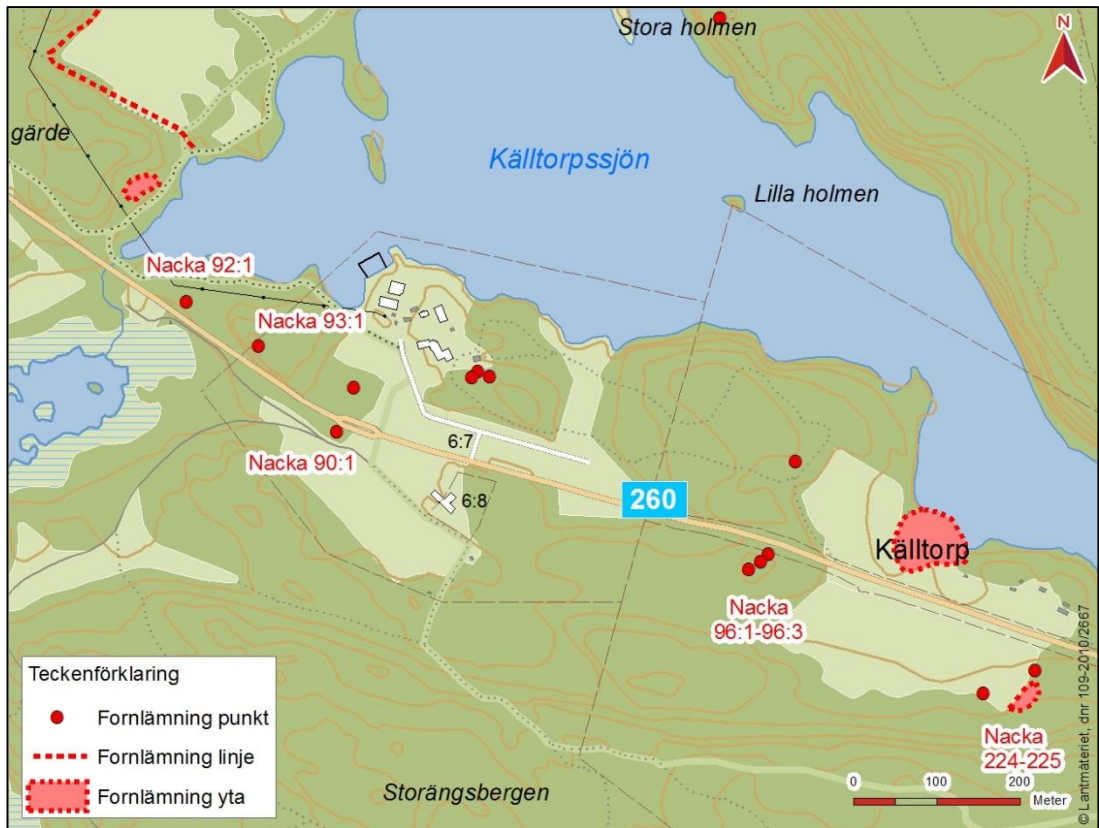 Stora holmen
N
gärde
Källtorpssjön
Lilla holmen
Nacka 92:1
Nacka 93:1
Nacka 90:1
6:7
6:8
260
Källtorp
Nacka
96:1-96:3
Nacka
224-225
Storängsbergen
Teckenförklaring
Fornlämning punkt
Fornlämning linje
Fornlämning yta
0 100 200
Meter
© Lantmäteriet, dnr 109-2010/2667